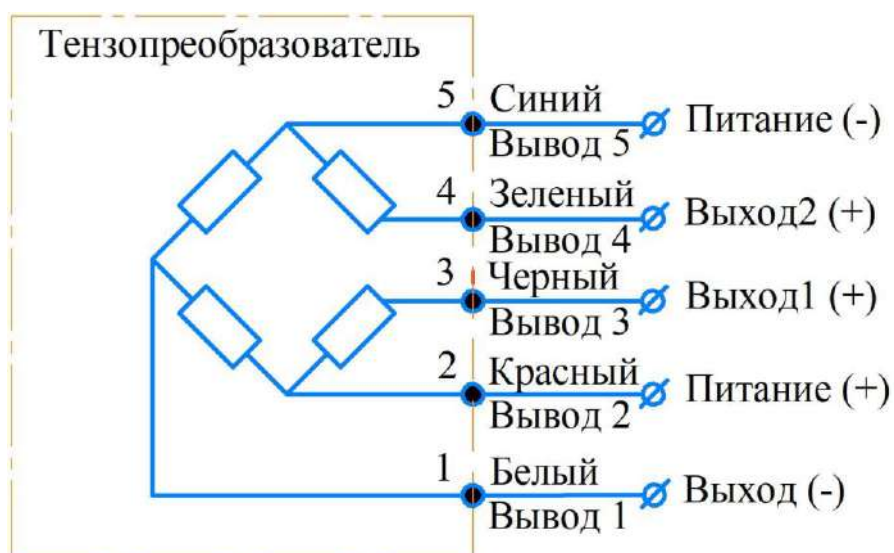 Тензопреобразователь
5 Синий Питание (-)
Вывод 5
4 Зеленый Выход2 (+)
Вывод 4
3 Черный Выход1 (+)
Вывод 3
2 Красный Питание (+)
Вывод 2
1 Белый Выход (-)
Вывод 1